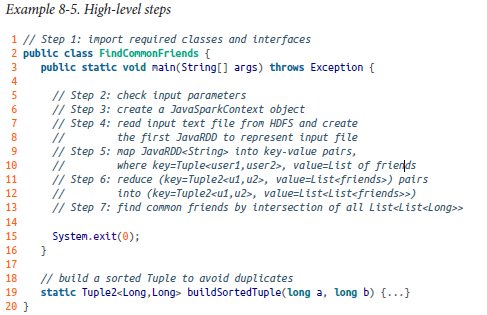 Example 8-5. High-level steps
1 // Step 1: import required classes and interfaces
2 public class FindCommonFriends {
3    public static void main(String[] args) throws Exception {
4
5      // Step 2: check input parameters
6      // Step 3: create a JavaSparkContext object
7      // Step 4: read input text file from HDFS and create
8      //         the first JavaRDD to represent input file
9      // Step 5: map JavaRDD<String> into key-value pairs,
10     //         where key=Tuple<user1,user2>, value=List of friends
11     // Step 6: reduce (key=Tuple2<u1,u2>, value=List<friends>) pairs
12     //         into (key=Tuple2<u1,u2>, value=List<List<friends>>)
13     // Step 7: find common friends by intersection of all List<List<Long>>
14
15     System.exit(0);
16   }
17
18   // build a sorted Tuple to avoid duplicates
19   static Tuple2<Long,Long> buildSortedTuple(long a, long b) {...}
20 }